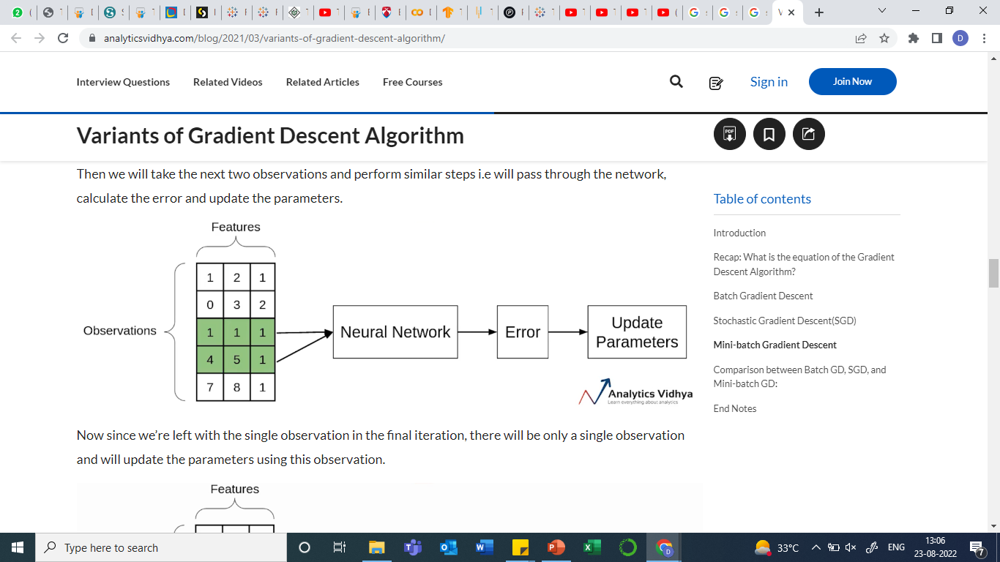 analyticsvidhya.com/blog/2021/03/variants-of-gradient-descent-algorithm/
D
Interview Questions Related Videos Related Articles Free Courses
Sign in
Join Now
Variants of Gradient Descent Algorithm
PDF
Then we will take the next two observations and perform similar steps i.e will pass through the network,
calculate the error and update the parameters.
Features
Observations
1 2 1
0 3 2
1 1 1
4 5 1
7 8 1
Neural Network
Error
Update
Parameters
Analytics Vidhya
Learn everything about analytics
Now since we’re left with the single observation in the final iteration, there will be only a single observation
and will update the parameters using this observation.
Features
Table of contents
Introduction
Recap: What is the equation of the Gradient
Descent Algorithm?
Batch Gradient Descent
Stochastic Gradient Descent(SGD)
Mini-batch Gradient Descent
Comparison between Batch GD, SGD, and
Mini-batch GD:
End Notes
Type here to search
33°C
ENG
13:06
23-08-2022
7